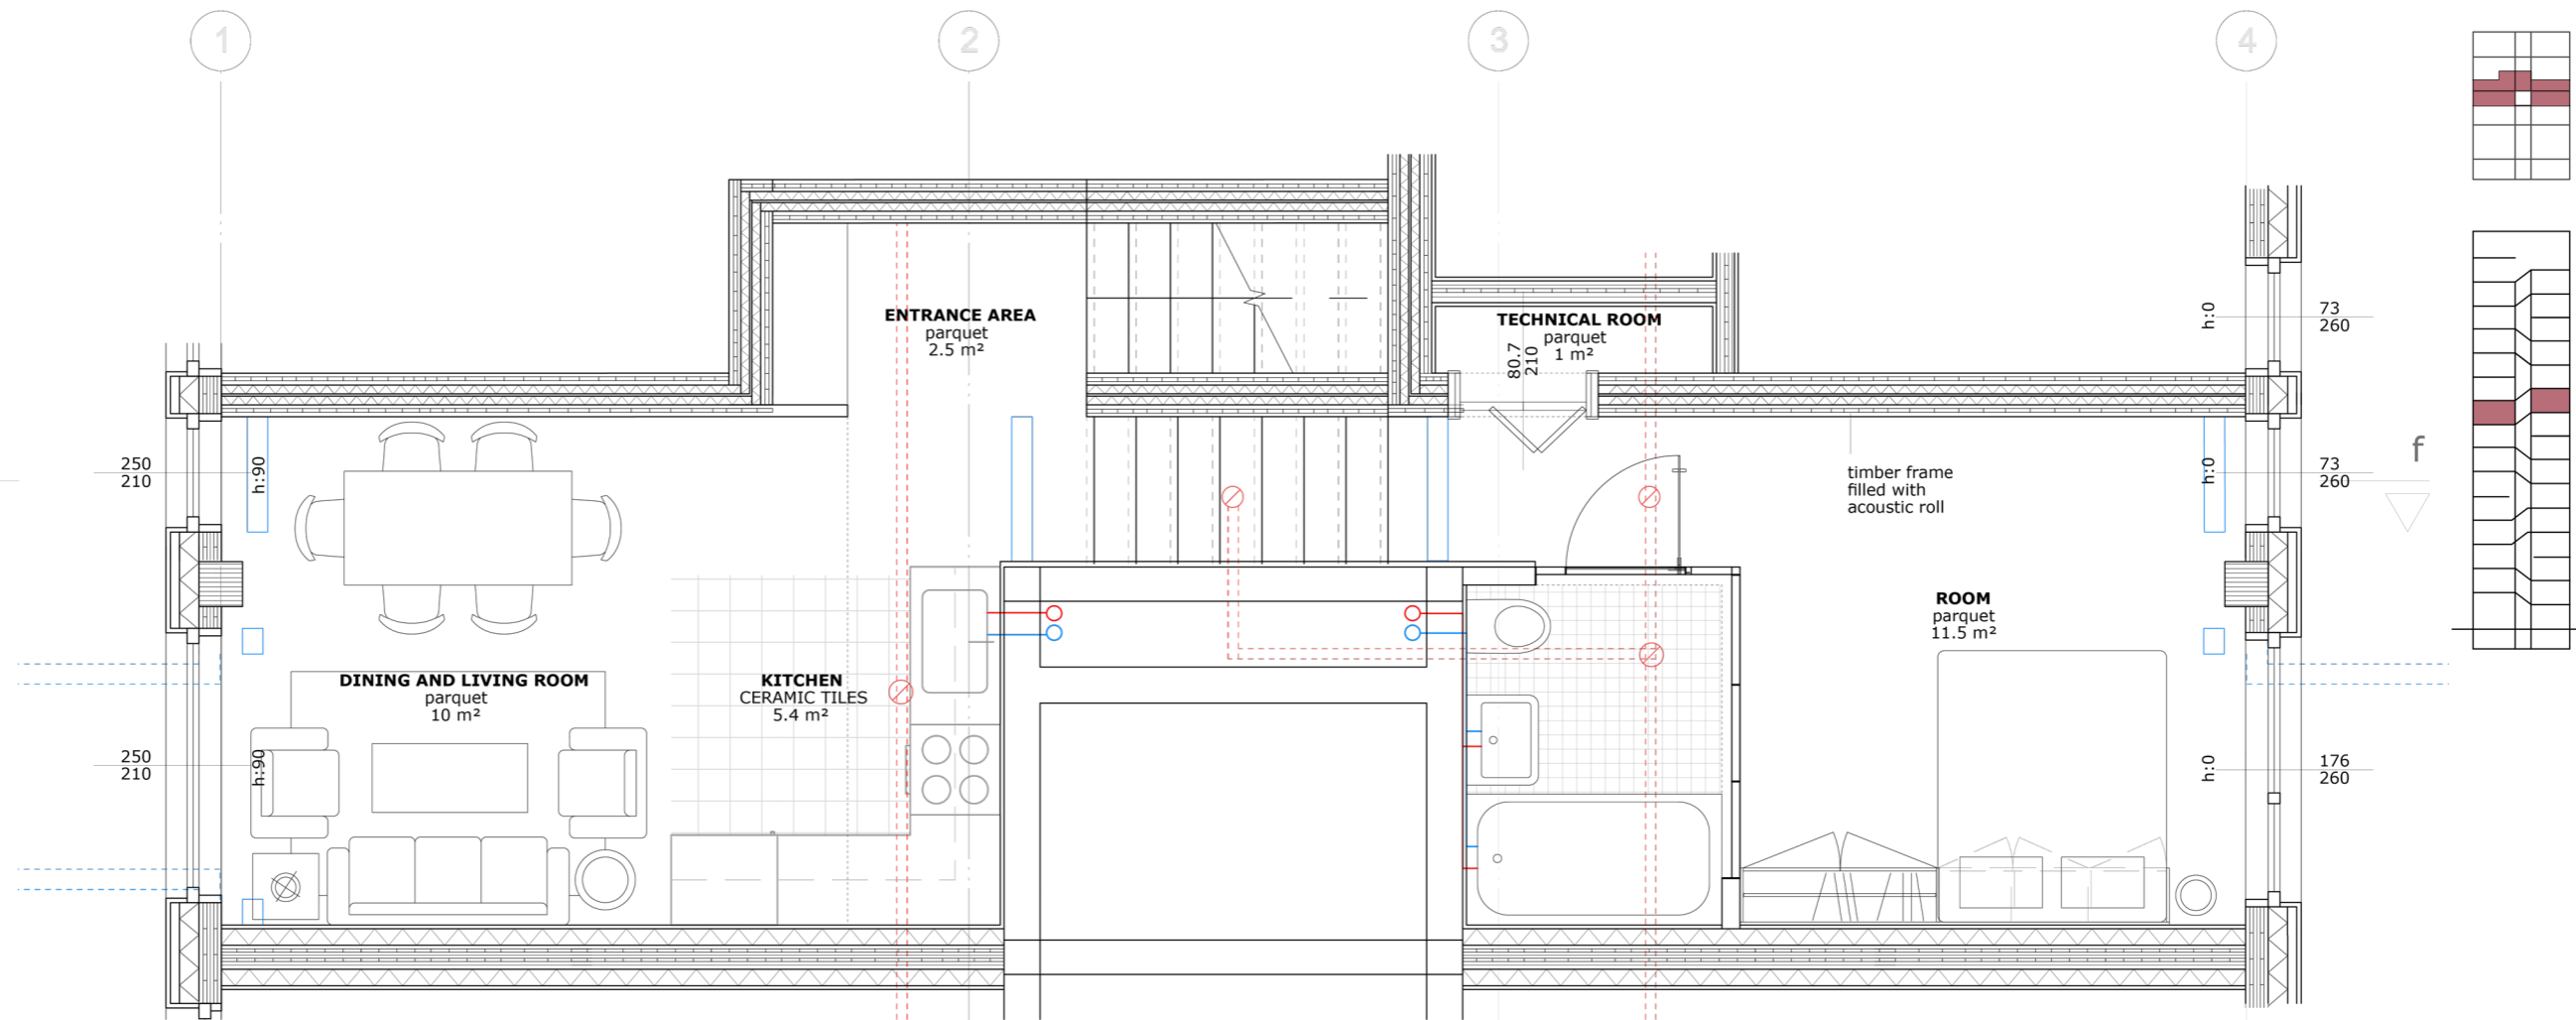 1
2
3
4
ENTRANCE AREA
parquet
2.5 m²
TECHNICAL ROOM
parquet
1 m²
80.7
210
h:0
73
260
250
210
h:90
timber frame
filled with
acoustic roll
h:0
73
260
f
ROOM
parquet
11.5 m²
DINING AND LIVING ROOM
parquet
10 m²
KITCHEN
CERAMIC TILES
5.4 m²
250
210
h:90
h:0
176
260